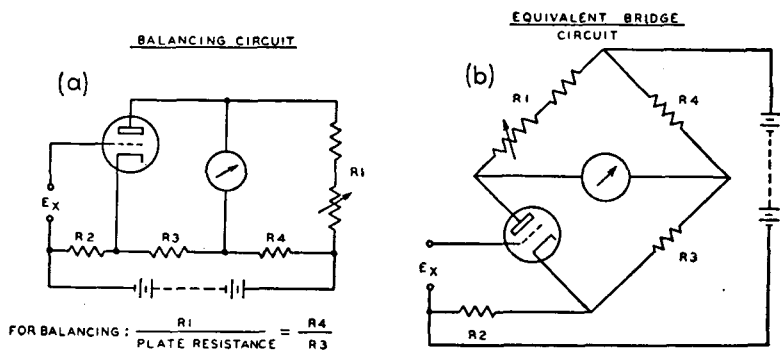 BALANCING CIRCUIT
(a)
R1
EX
R2
R3
R4
FOR BALANCING: R1 / PLATE RESISTANCE = R4 / R3
EQUIVALENT BRIDGE
CIRCUIT
(b)
R1
R4
R3
EX
R2